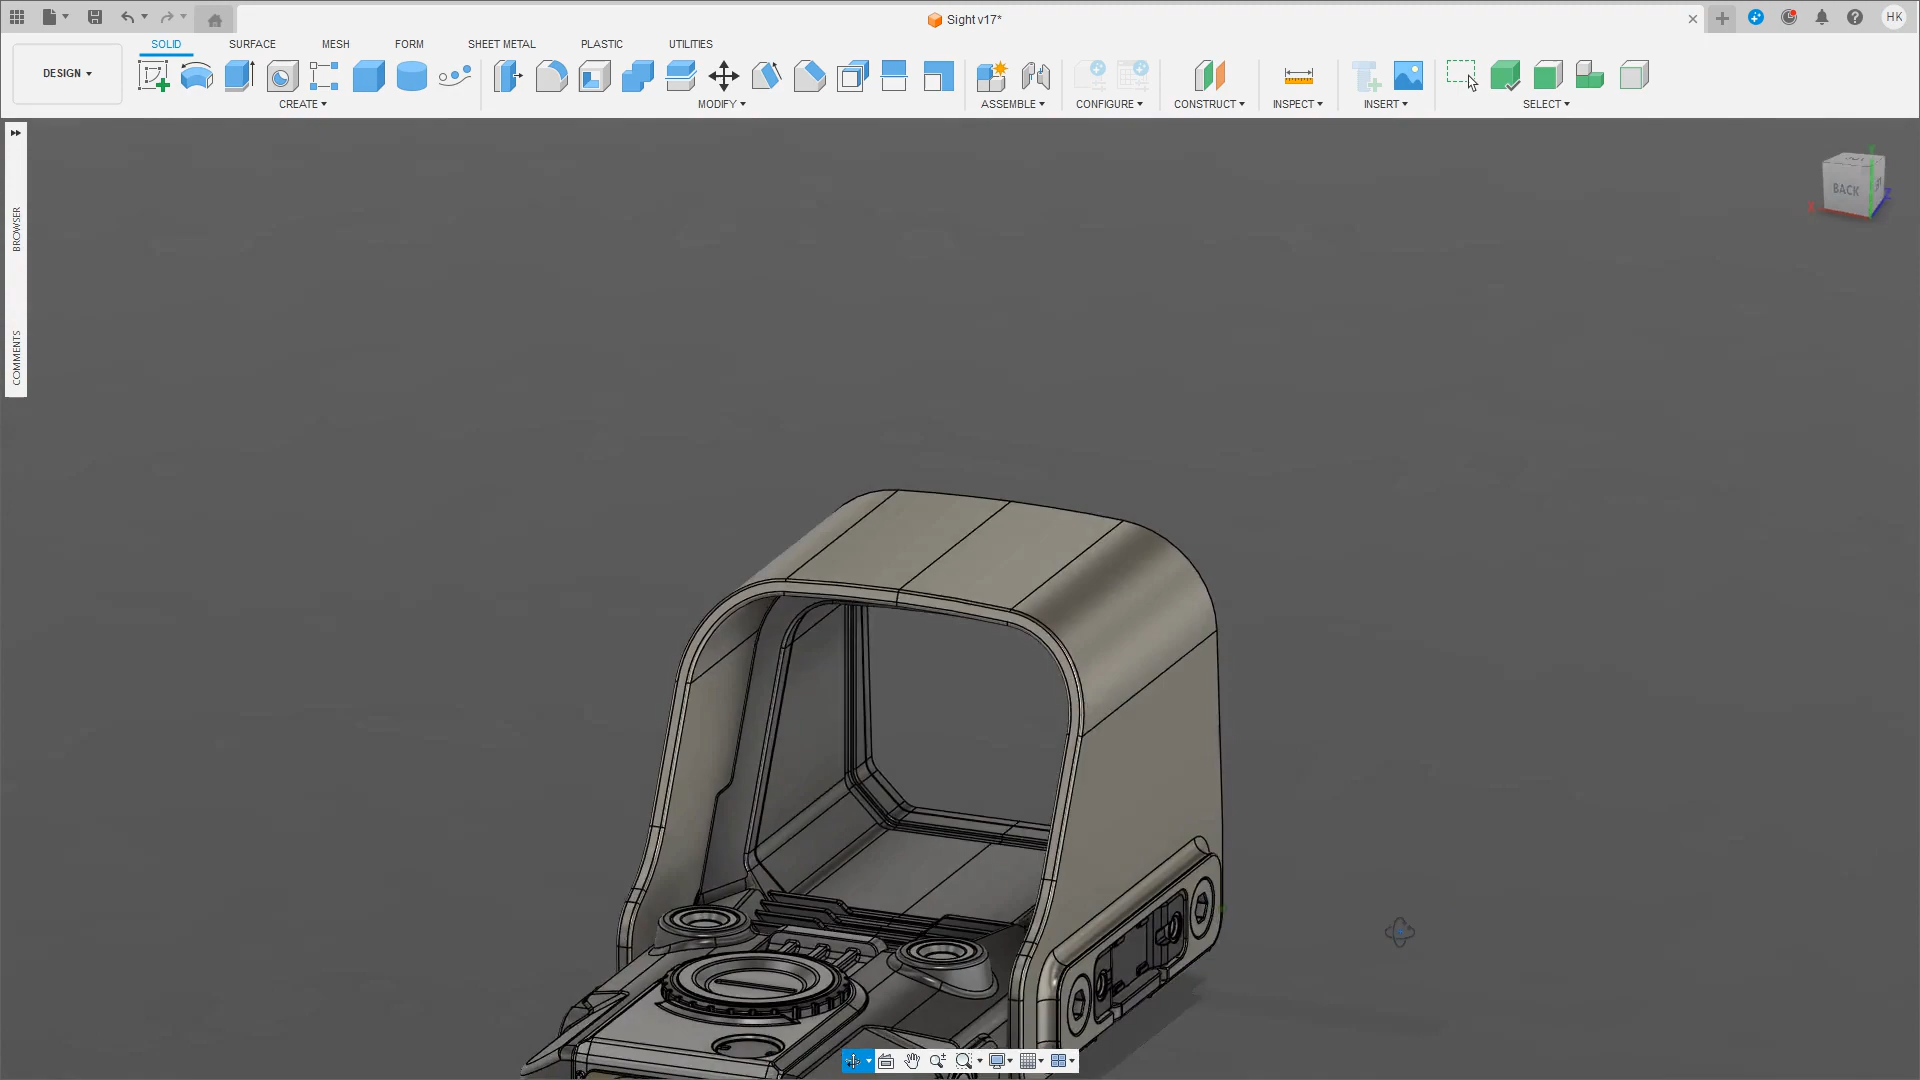 Sight v17*
HK
DESIGN
SOLID
SURFACE
MESH
FORM
SHEET METAL
PLASTIC
UTILITIES
CREATE
MODIFY
ASSEMBLE
CONFIGURE
CONSTRUCT
INSPECT
INSERT
SELECT
BROWSER
COMMENTS
BACK
X
Y
Z